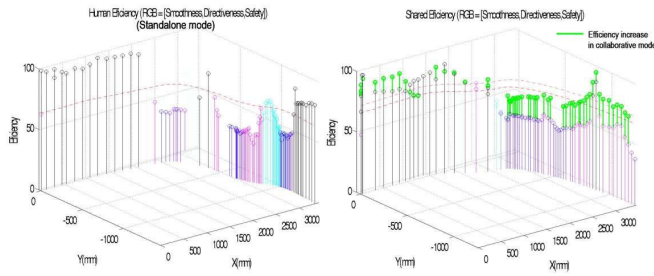 Human Efficiency (RGB = [Smoothness,Directiveness,Safety])
(Standalone mode)
100
50
0
Efficiency
0
-500
-1000
Y(mm)
0
500
1000
1500
2000
2500
3000
X(mm)
Shared Efficiency (RGB = [Smoothness,Directiveness,Safety])
Efficiency increase
in collaborative mode
100
50
0
Efficiency
0
-500
-1000
Y(mm)
0
500
1000
1500
2000
2500
3000
X(mm)